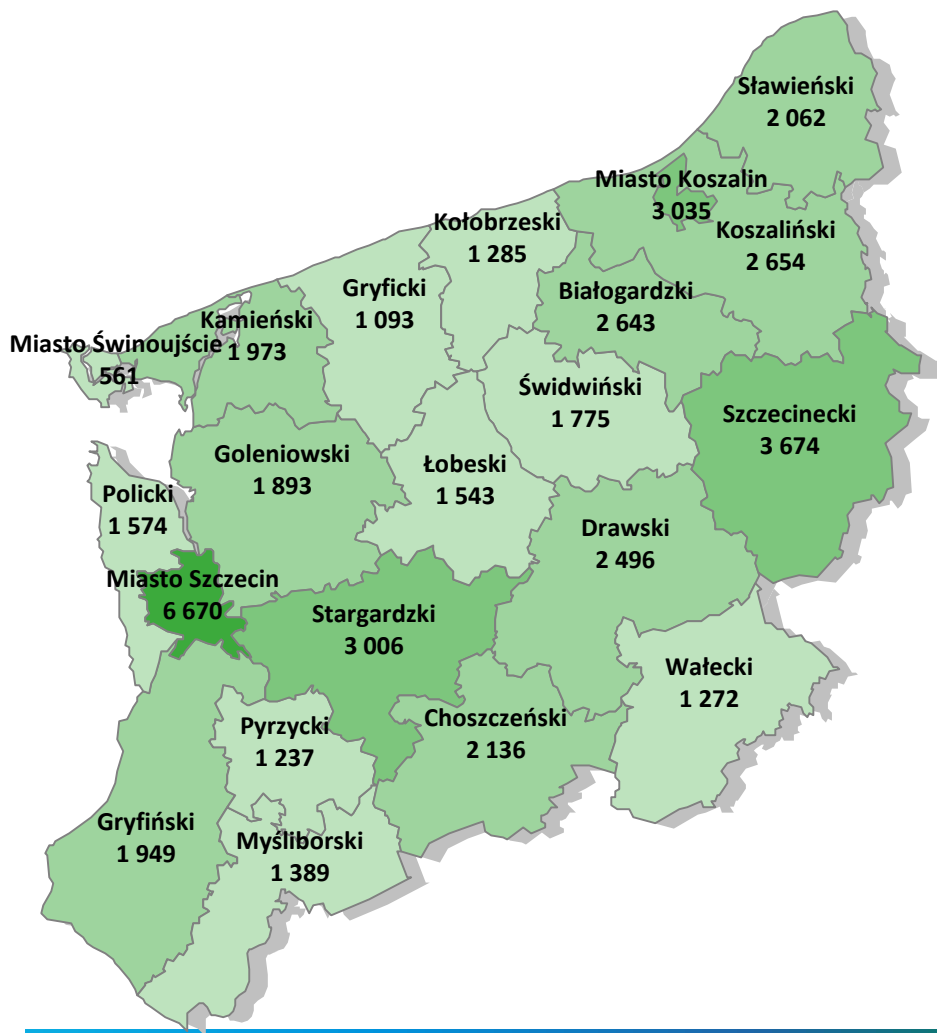 Sławieński
2 062
Miasto Koszalin
3 035
Kołobrzeski
1 285
Koszaliński
2 654
Gryficki
1 093
Białogardzki
2 643
Kamieński
1 973
Miasto Świnoujście
561
Świdwiński
1 775
Szczecinecki
3 674
Goleniowski
1 893
Łobeski
1 543
Policki
1 574
Drawski
2 496
Miasto Szczecin
6 670
Stargardzki
3 006
Wałecki
1 272
Pyrzycki
1 237
Choszczeński
2 136
Gryfiński
1 949
Myśliborski
1 389